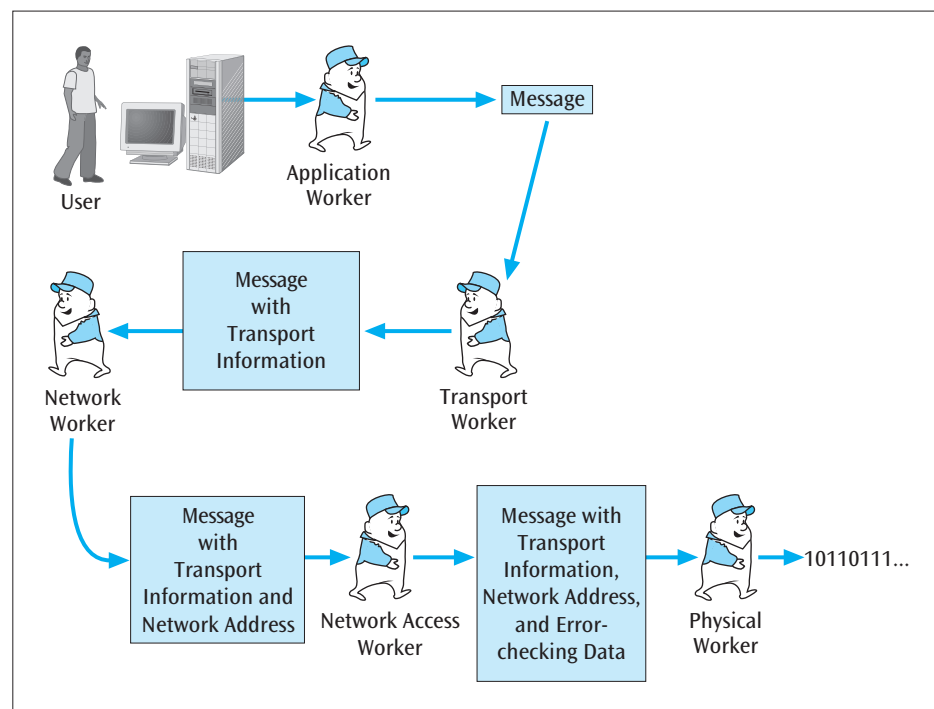 Message
Application
Worker
User
Message
with
Transport
Information
Network
Worker
Transport
Worker
Message
with
Transport
Information and
Network Address
Network Access
Worker
Message with
Transport
Information,
Network Address,
and Error-
checking Data
Physical
Worker
10110111...